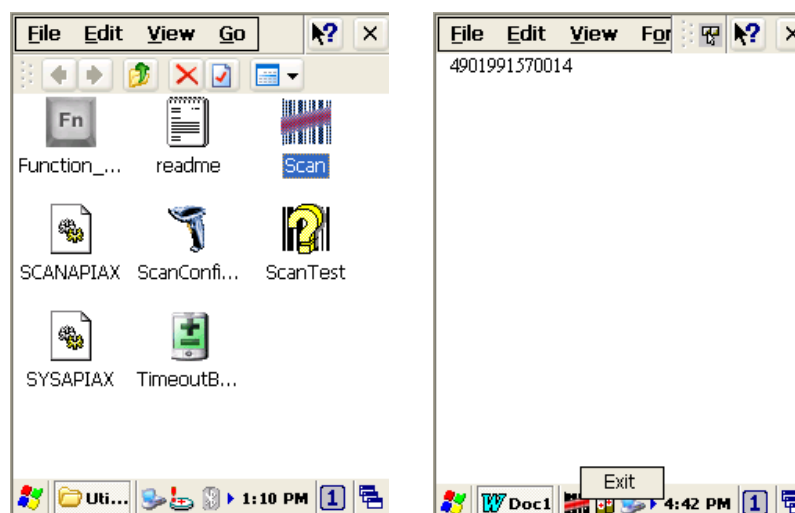 File Edit View Go
Fn
Function_... readme Scan
SCANAPIAX ScanConfi... ScanTest
SYSAPIAX TimeoutB...
Uti... 1:10 PM 1
File Edit View For
4901991570014
Exit
Doc1 4:42 PM 1